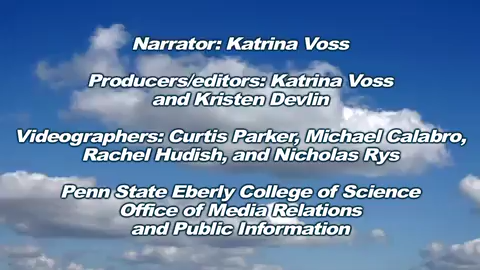 Narrator: Katrina Voss
Producers/editors: Katrina Voss
and Kristen Devlin
Videographers: Curtis Parker, Michael Calabro,
Rachel Hudish, and Nicholas Rys
Penn State Eberly College of Science
Office of Media Relations
and Public Information